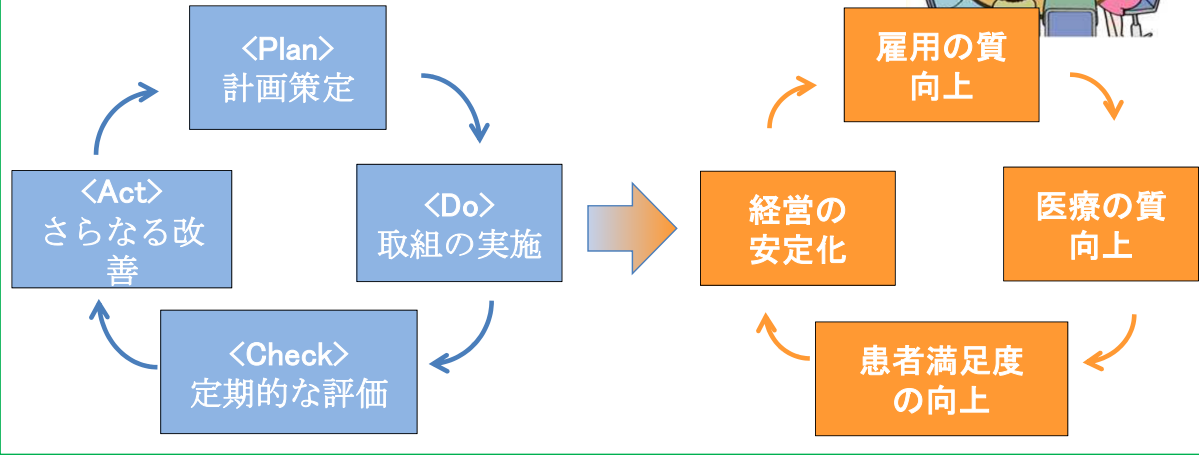 <Plan>
計画策定
<Do>
取組の実施
<Check>
定期的な評価
<Act>
さらなる改
善
雇用の質
向上
医療の質
向上
患者満足度
の向上
経営の
安定化